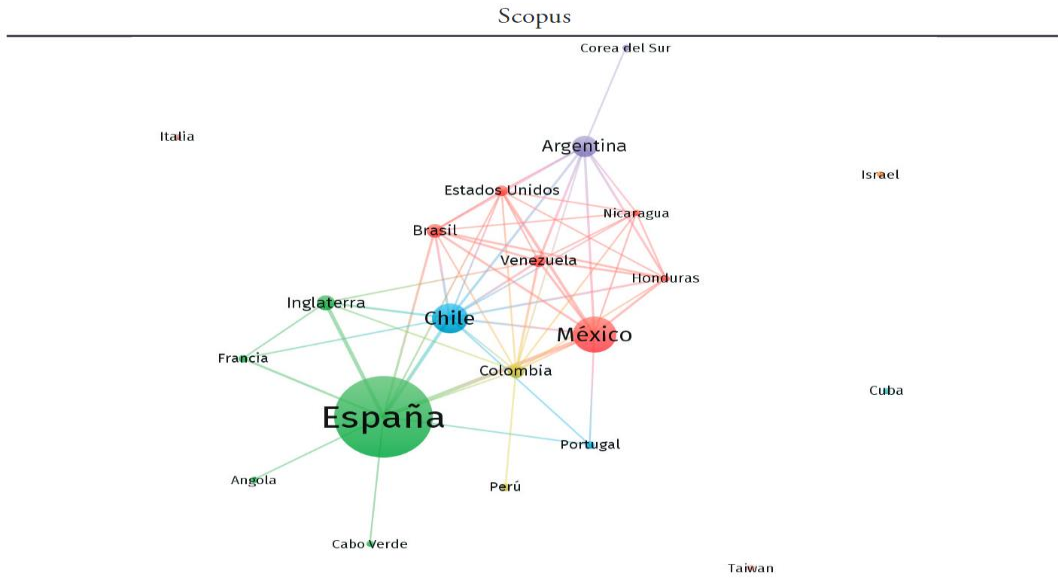 Scopus
Corea del Sur
Italia
Argentina
Israel
Estados Unidos
Nicaragua
Brasil
Venezuela
Honduras
Inglaterra
Chile
México
Francia
Colombia
Cuba
España
Portugal
Angola
Perú
Cabo Verde
Taiwan